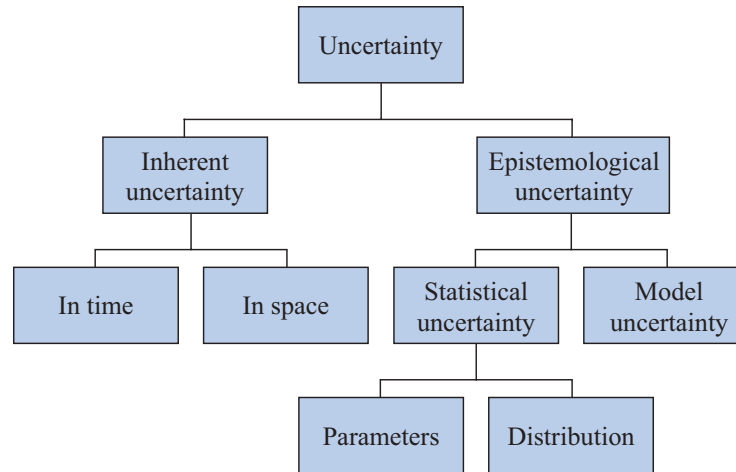 Uncertainty
Inherent
uncertainty
Epistemological
uncertainty
In time
In space
Statistical
uncertainty
Model
uncertainty
Parameters
Distribution